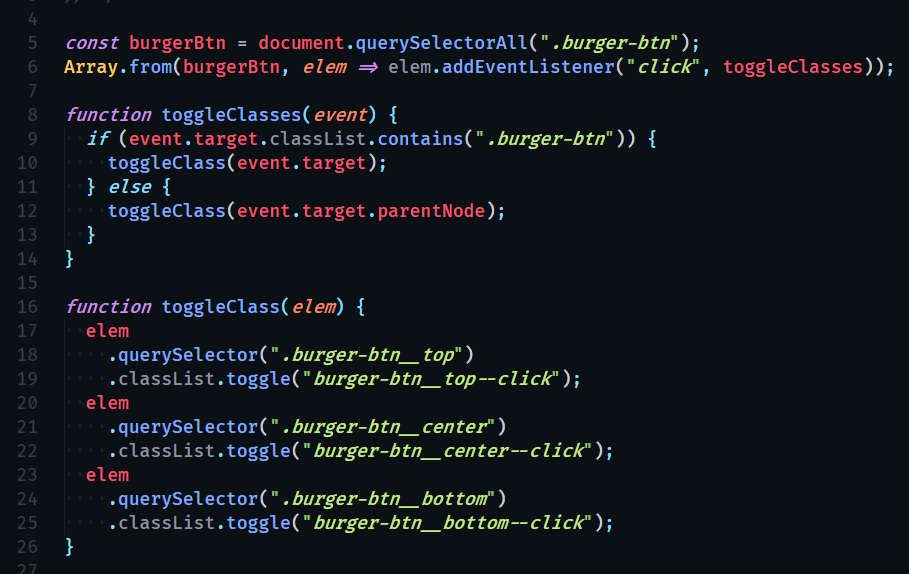 4
5 const burgerBtn = document.querySelectorAll(".burger-btn");
6 Array.from(burgerBtn, elem => elem.addEventListener("click", toggleClasses));
7
8 function toggleClasses(event) {
9   if (event.target.classList.contains(".burger-btn")) {
10     toggleClass(event.target);
11   } else {
12     toggleClass(event.target.parentNode);
13   }
14 }
15
16 function toggleClass(elem) {
17   elem
18     .querySelector(".burger-btn__top")
19     .classList.toggle("burger-btn__top--click");
20   elem
21     .querySelector(".burger-btn__center")
22     .classList.toggle("burger-btn__center--click");
23   elem
24     .querySelector(".burger-btn__bottom")
25     .classList.toggle("burger-btn__bottom--click");
26 }
27